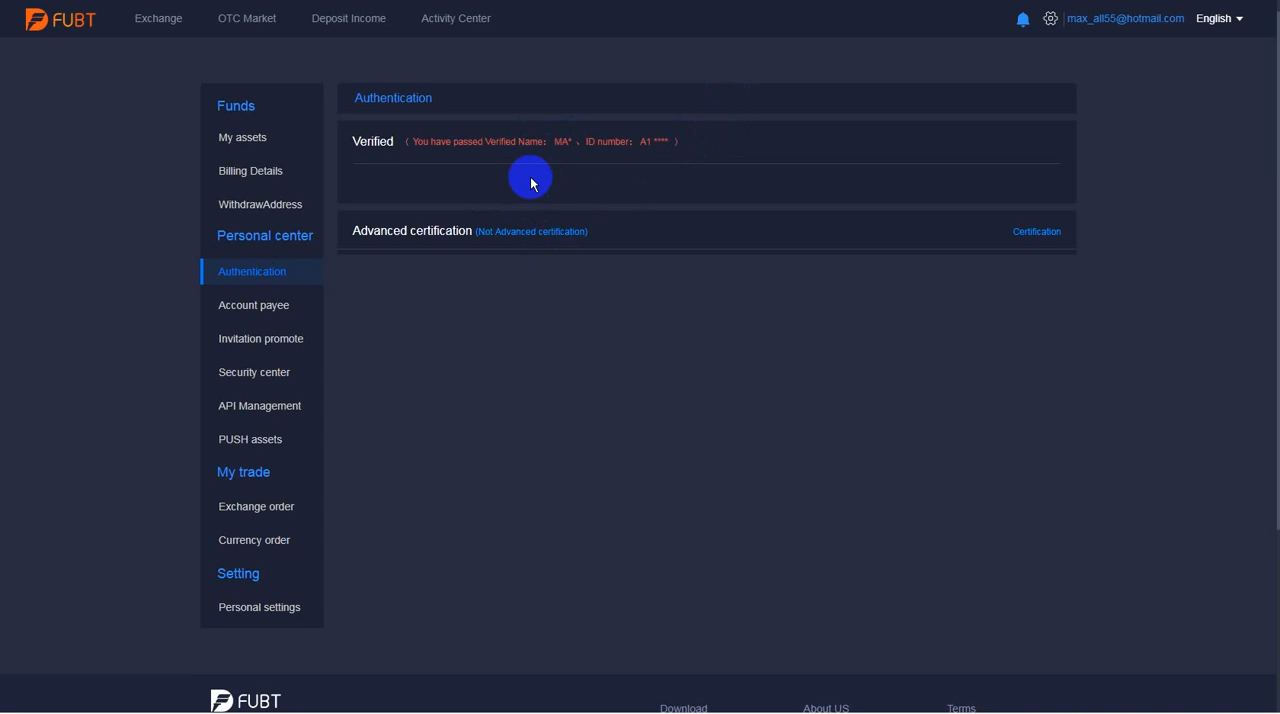 FUBT Exchange OTC Market Deposit Income Activity Center max_all55@hotmail.com English
Funds
My assets
Billing Details
WithdrawAddress
Personal center
Authentication
Account payee
Invitation promote
Security center
API Management
PUSH assets
My trade
Exchange order
Currency order
Setting
Personal settings
Authentication
Verified （ You have passed Verified Name： MA* 、 ID number： A1 **** ）
Advanced certification (Not Advanced certification) Certification
FUBT
Download About US Terms